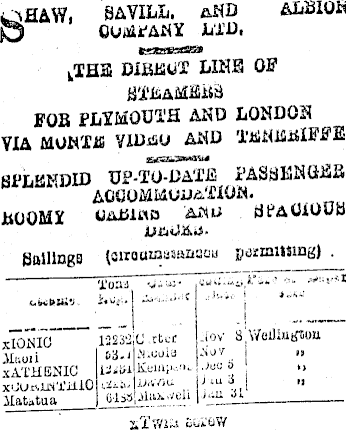 SHAW, SAVILL, AND ALBION
COMPANY LTD.
THE DIRECT LINE OF
STEAMERS
FOR PLYMOUTH AND LONDON
VIA MONTE VIDEO AND TENERIFFE
SPLENDID UP-TO-DATE PASSENGER
ACCOMMODATION.
ROOMY CABINS AND SPACIOUS
DECKS.
Sailings (circumstances permitting)
Tons
xIONIC 12232 Carter Nov 8 Wellington
Maori Nicole Nov "
xATHENIC Dec 5 "
xCORINTHIC David Jan 3 "
Matatua 6488 Maxwell Jan 31 "
xTwin screw